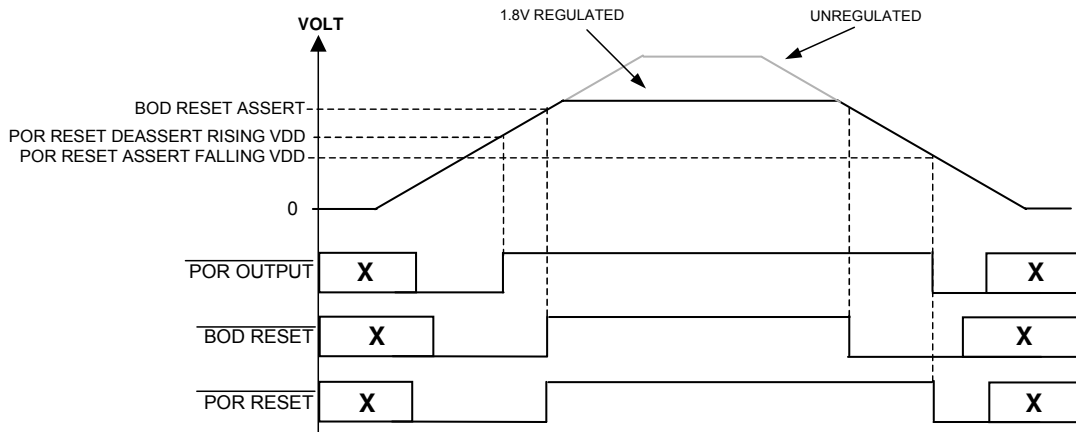 1.8V REGULATED
UNREGULATED
VOLT
BOD RESET ASSERT
POR RESET DEASSERT RISING VDD
POR RESET ASSERT FALLING VDD
0
POR OUTPUT
X
X
BOD RESET
X
X
POR RESET
X
X